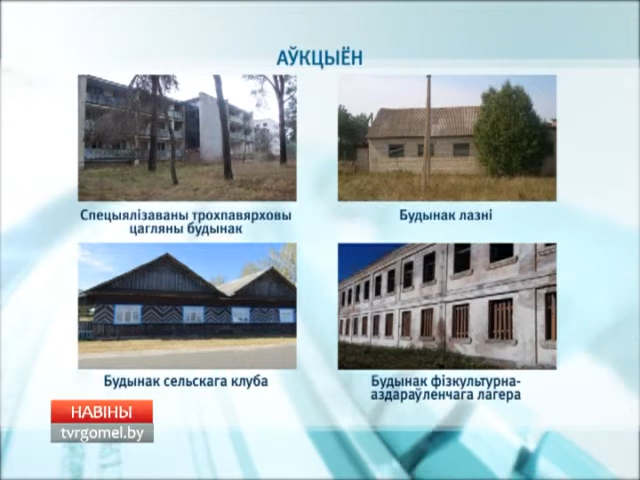 АЎКЦЫЁН
Спецыялізаваны трохпавярховы
цагляны будынак
Будынак лазні
Будынак сельскага клуба
Будынак фізкультурна-
аздараўленчага лагера
НАВІНЫ
tvrgomel.by